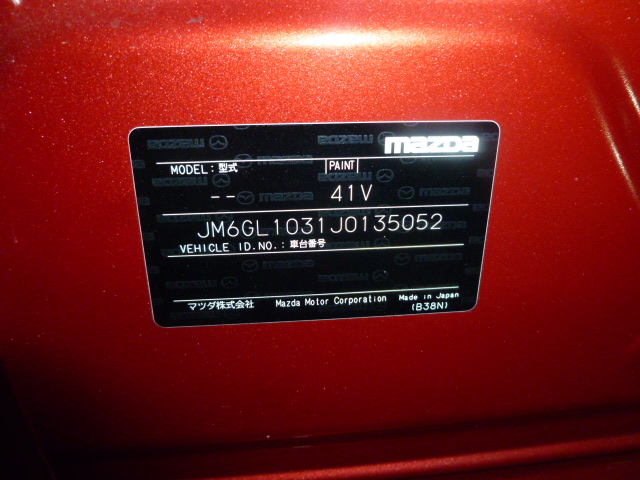 mazda
MODEL：型式 PAINT
-- 41V
JM6GL1031J0135052
VEHICLE ID.NO.：車台番号
マツダ株式会社 Mazda Motor Corporation Made in Japan
(B38N)